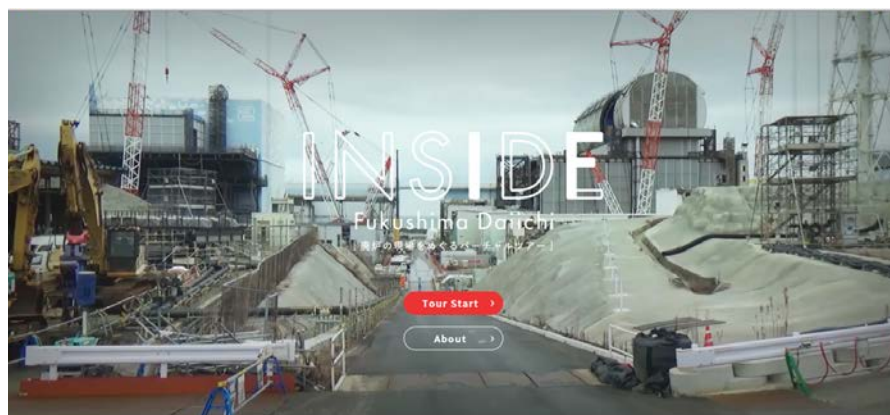 INSIDE
Fukushima Daiichi
「廃炉の現場をめぐるバーチャルツアー」
Tour Start
About